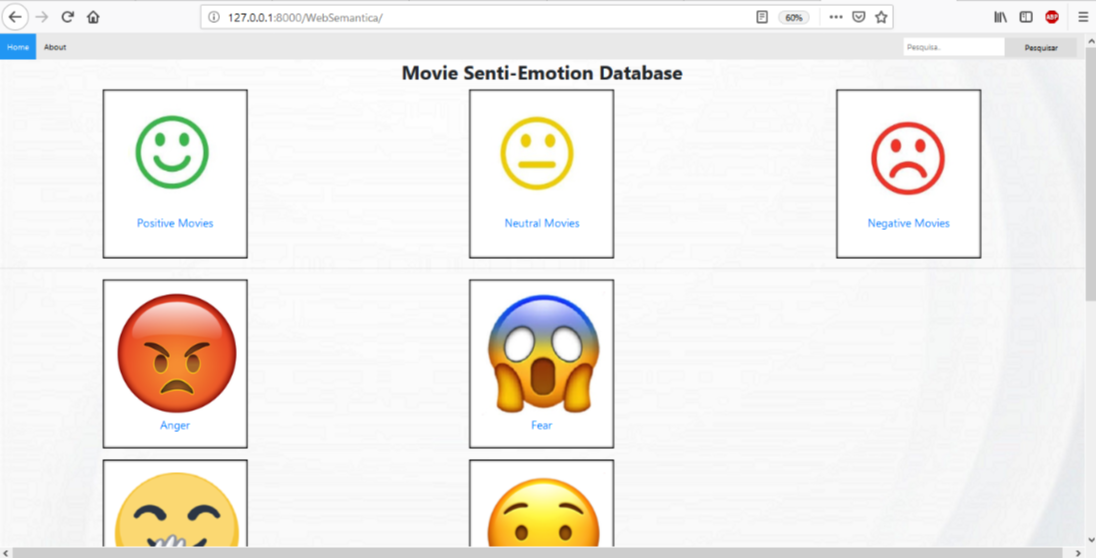 127.0.0.1:8000/WebSemantica/
60%
ABP
Home About Pesquisa.. Pesquisar
Movie Senti-Emotion Database
Positive Movies Neutral Movies Negative Movies
Anger Fear